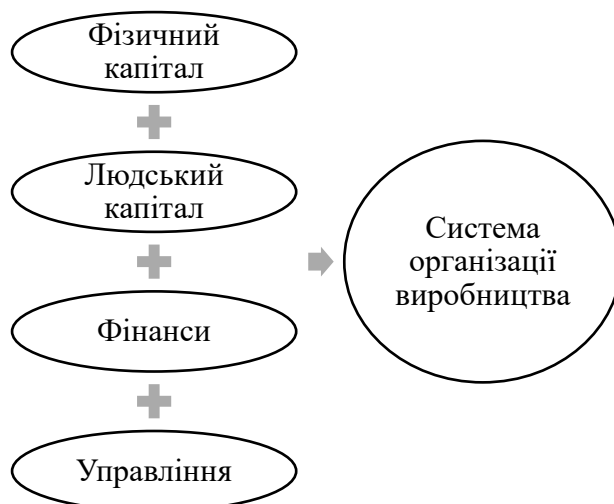 Фізичний
капітал
Людський
капітал
Фінанси
Управління
Система
організації
виробництва